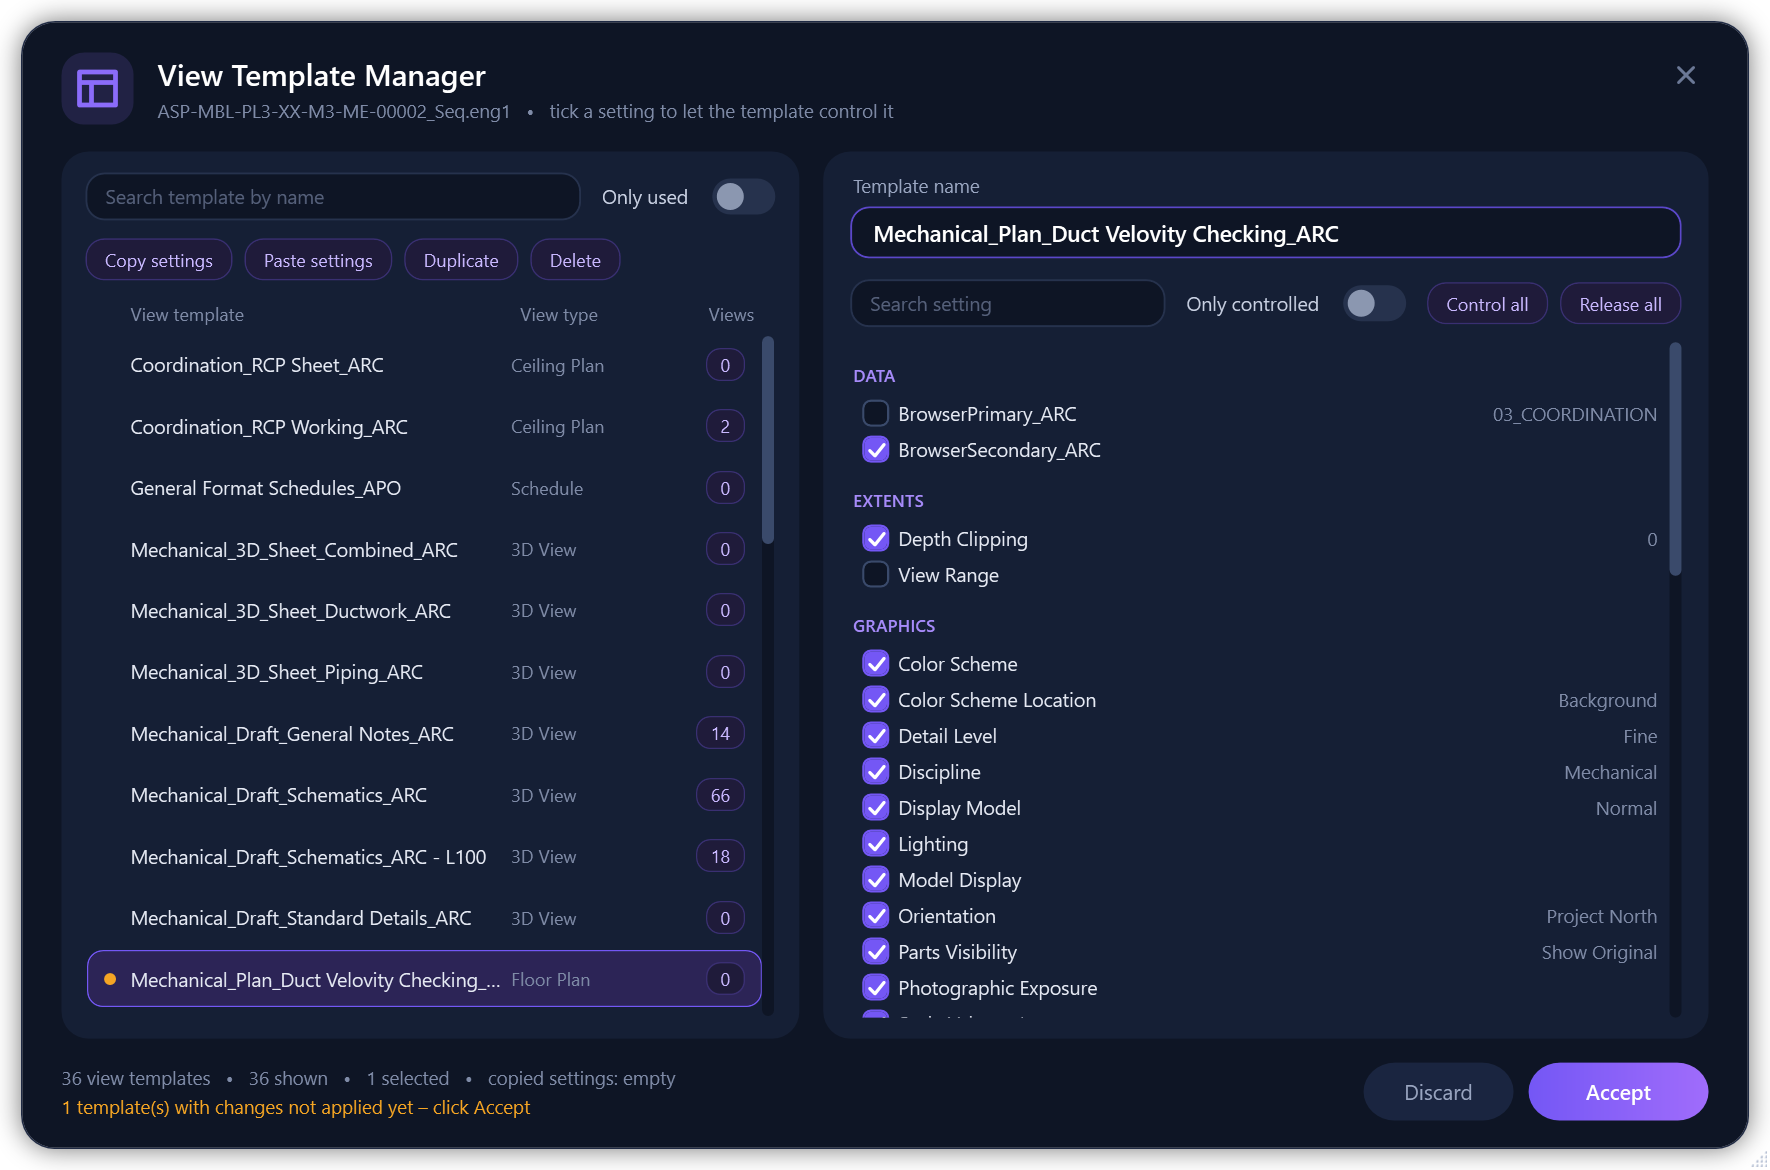 View Template Manager
ASP-MBL-PL3-XX-M3-ME-00002_Seq.eng1 • tick a setting to let the template control it
Search template by name
Only used
Copy settings
Paste settings
Duplicate
Delete
View template View type Views
Coordination_RCP Sheet_ARC Ceiling Plan 0
Coordination_RCP Working_ARC Ceiling Plan 2
General Format Schedules_APO Schedule 0
Mechanical_3D_Sheet_Combined_ARC 3D View 0
Mechanical_3D_Sheet_Ductwork_ARC 3D View 0
Mechanical_3D_Sheet_Piping_ARC 3D View 0
Mechanical_Draft_General Notes_ARC 3D View 14
Mechanical_Draft_Schematics_ARC 3D View 66
Mechanical_Draft_Schematics_ARC - L100 3D View 18
Mechanical_Draft_Standard Details_ARC 3D View 0
Mechanical_Plan_Duct Velovity Checking_... Floor Plan 0
Template name
Mechanical_Plan_Duct Velovity Checking_ARC
Search setting
Only controlled
Control all
Release all
DATA
BrowserPrimary_ARC 03_COORDINATION
BrowserSecondary_ARC
EXTENTS
Depth Clipping 0
View Range
GRAPHICS
Color Scheme
Color Scheme Location Background
Detail Level Fine
Discipline Mechanical
Display Model Normal
Lighting
Model Display
Orientation Project North
Parts Visibility Show Original
Photographic Exposure
36 view templates • 36 shown • 1 selected • copied settings: empty
1 template(s) with changes not applied yet – click Accept
Discard
Accept